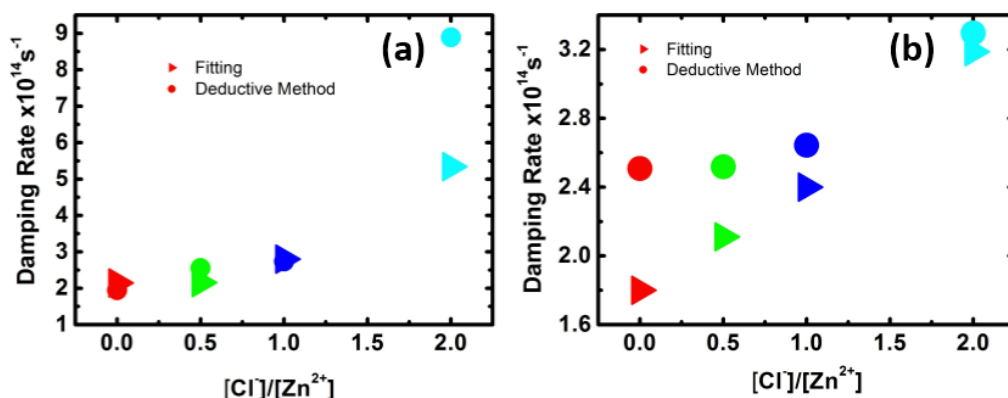 (a)
Damping Rate x10¹⁴s⁻¹
9
8
7
6
5
4
3
2
1
Fitting
Deductive Method
0.0 0.5 1.0 1.5 2.0
[Cl⁻]/[Zn²⁺]
(b)
Damping Rate x10¹⁴s⁻¹
3.2
2.8
2.4
2.0
1.6
Fitting
Deductive Method
0.0 0.5 1.0 1.5 2.0
[Cl⁻]/[Zn²⁺]